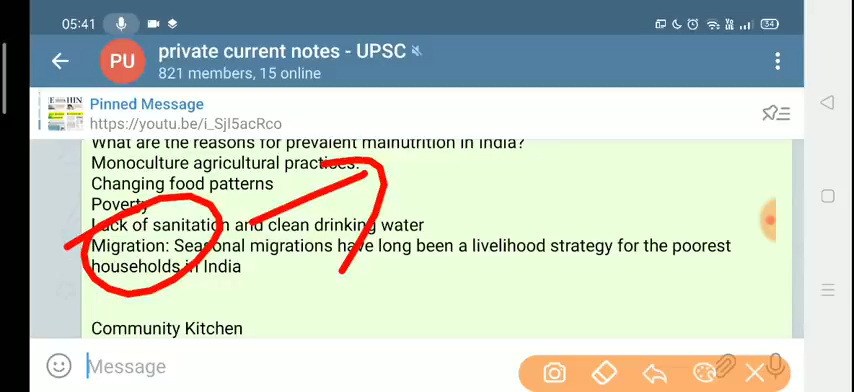 05:41
54
PU
private current notes - UPSC
821 members, 15 online
Pinned Message
https://youtu.be/i_SjI5acRco
What are the reasons for prevalent malnutrition in India?
Monoculture agricultural practises.
Changing food patterns
Poverty
Lack of sanitation and clean drinking water
Migration: Seasonal migrations have long been a livelihood strategy for the poorest
households in India
Community Kitchen
Message